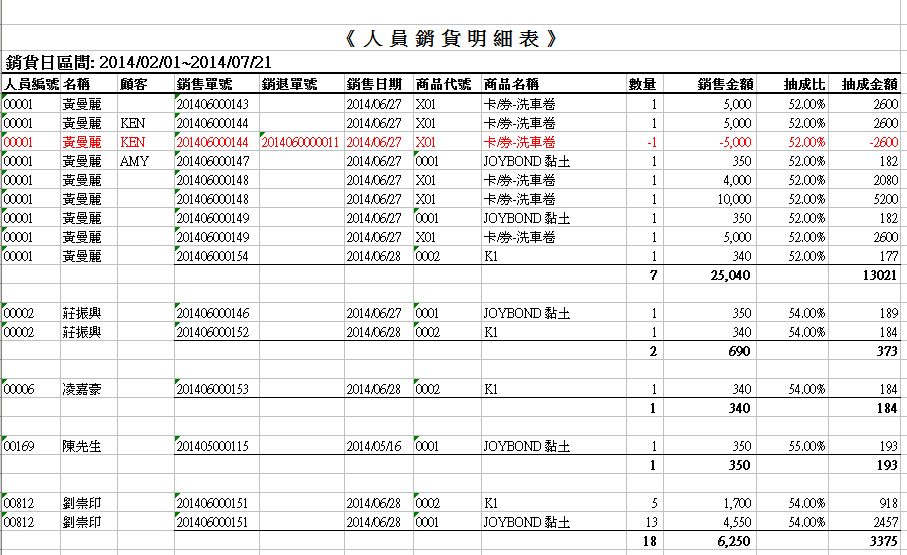 《 人 員 銷 貨 明 細 表 》
銷貨日區間: 2014/02/01~2014/07/21
人員編號 名稱 顧客 銷售單號 銷退單號 銷售日期 商品代號 商品名稱 數量 銷售金額 抽成比 抽成金額
00001 黃曼麗 201406000143 2014/06/27 X01 卡/券-洗車卷 1 5,000 52.00% 2600
00001 黃曼麗 KEN 201406000144 2014/06/27 X01 卡/券-洗車卷 1 5,000 52.00% 2600
00001 黃曼麗 KEN 201406000144 2014060000011 2014/06/27 X01 卡/券-洗車卷 -1 -5,000 52.00% -2600
00001 黃曼麗 AMY 201406000147 2014/06/27 0001 JOYBOND 黏土 1 350 52.00% 182
00001 黃曼麗 201406000148 2014/06/27 X01 卡/券-洗車卷 1 4,000 52.00% 2080
00001 黃曼麗 201406000148 2014/06/27 X01 卡/券-洗車卷 1 10,000 52.00% 5200
00001 黃曼麗 201406000149 2014/06/27 0001 JOYBOND 黏土 1 350 52.00% 182
00001 黃曼麗 201406000149 2014/06/27 X01 卡/券-洗車卷 1 5,000 52.00% 2600
00001 黃曼麗 201406000154 2014/06/28 0002 K1 1 340 52.00% 177
7 25,040 13021
00002 莊振興 201406000146 2014/06/27 0001 JOYBOND 黏土 1 350 54.00% 189
00002 莊振興 201406000152 2014/06/28 0002 K1 1 340 54.00% 184
2 690 373
00006 凌嘉豪 201406000153 2014/06/28 0002 K1 1 340 54.00% 184
1 340 184
00169 陳先生 201405000115 2014/05/16 0001 JOYBOND 黏土 1 350 55.00% 193
1 350 193
00812 劉崇印 201406000151 2014/06/28 0002 K1 5 1,700 54.00% 918
00812 劉崇印 201406000151 2014/06/28 0001 JOYBOND 黏土 13 4,550 54.00% 2457
18 6,250 3375